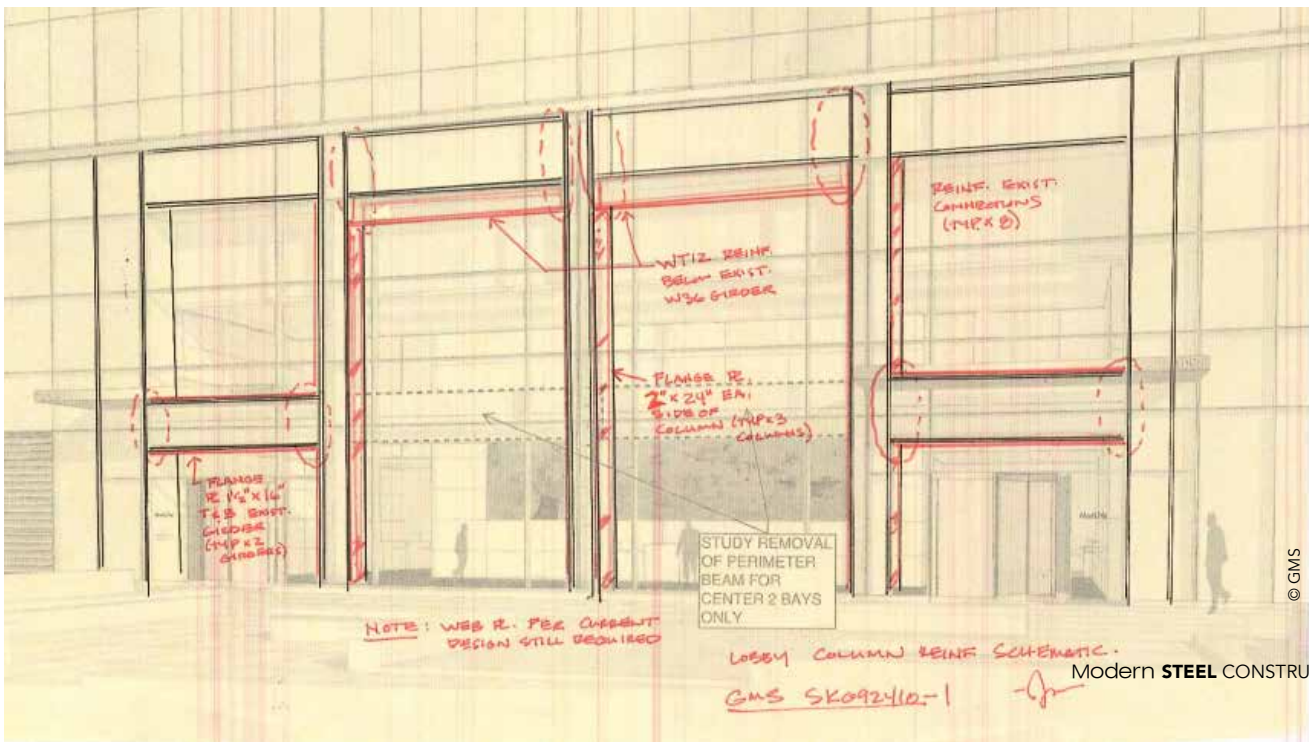 REINF. EXIST.
CONNECTIONS
(TYP. x 8)
WT12 REINF.
BELOW EXIST.
W36 GIRDER
FLANGE PL
2" x 24" EA.
SIDE OF
COLUMN (TYP x 3
COLUMNS)
FLANGE
PL 1½" x 16"
T & B EXIST.
GIRDER
(TYP x 2
GIRDERS)
STUDY REMOVAL
OF PERIMETER
BEAM FOR
CENTER 2 BAYS
ONLY
NOTE: WEB PL. PER CURRENT
DESIGN STILL REQUIRED
LOBBY COLUMN REINF SCHEMATIC.
GMS SK092410-1
Modern STEEL CONSTRU
© GMS